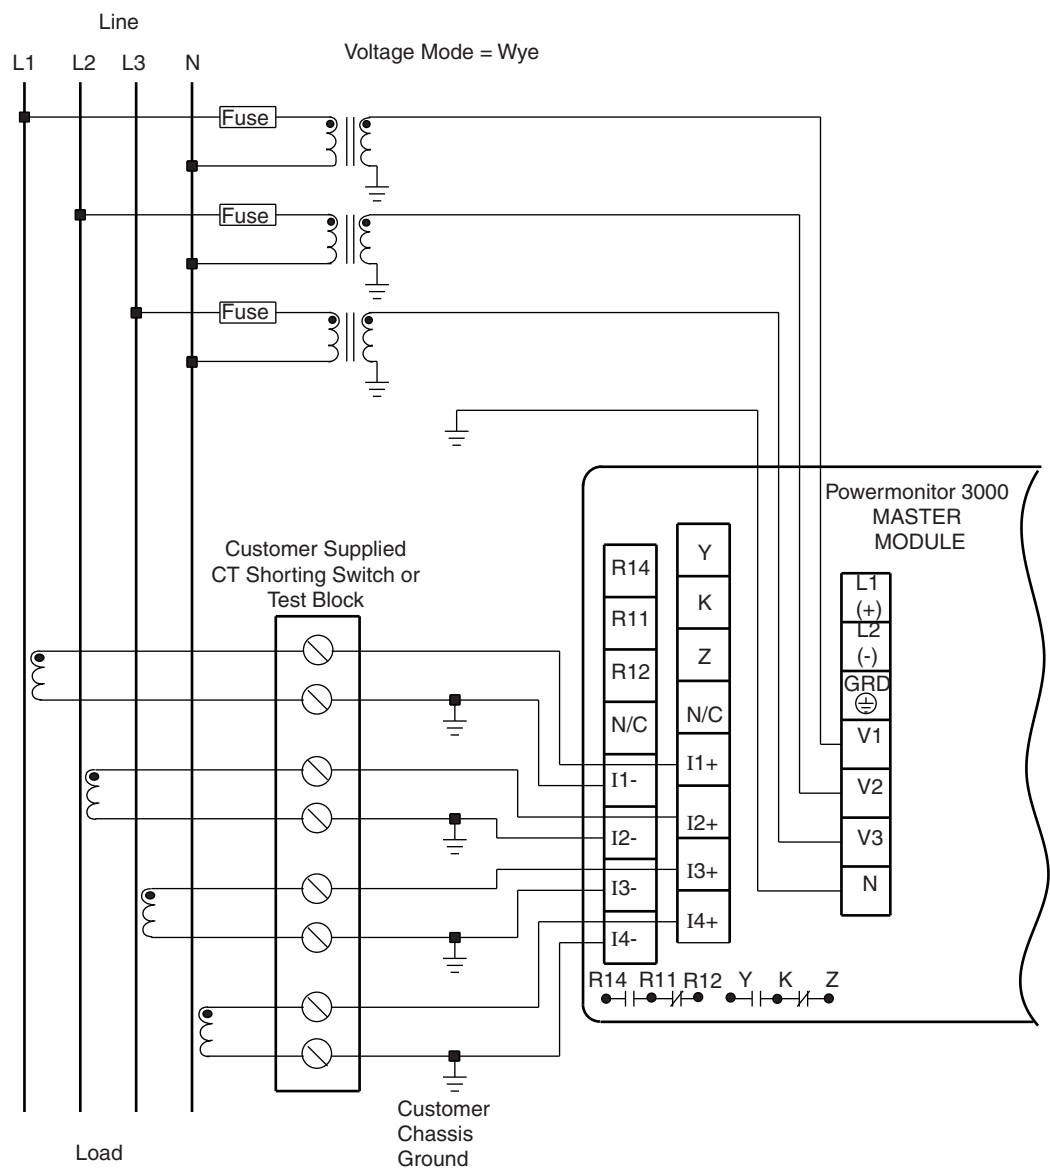 Line
L1 L2 L3 N
Voltage Mode = Wye
Fuse
Fuse
Fuse
Powermonitor 3000
MASTER
MODULE
Customer Supplied
CT Shorting Switch or
Test Block
R14
R11
R12
N/C
I1-
I2-
I3-
I4-
Y
K
Z
N/C
I1+
I2+
I3+
I4+
L1
(+)
L2
(-)
GRD
V1
V2
V3
N
R14 R11 R12 Y K Z
Customer
Chassis
Ground
Load